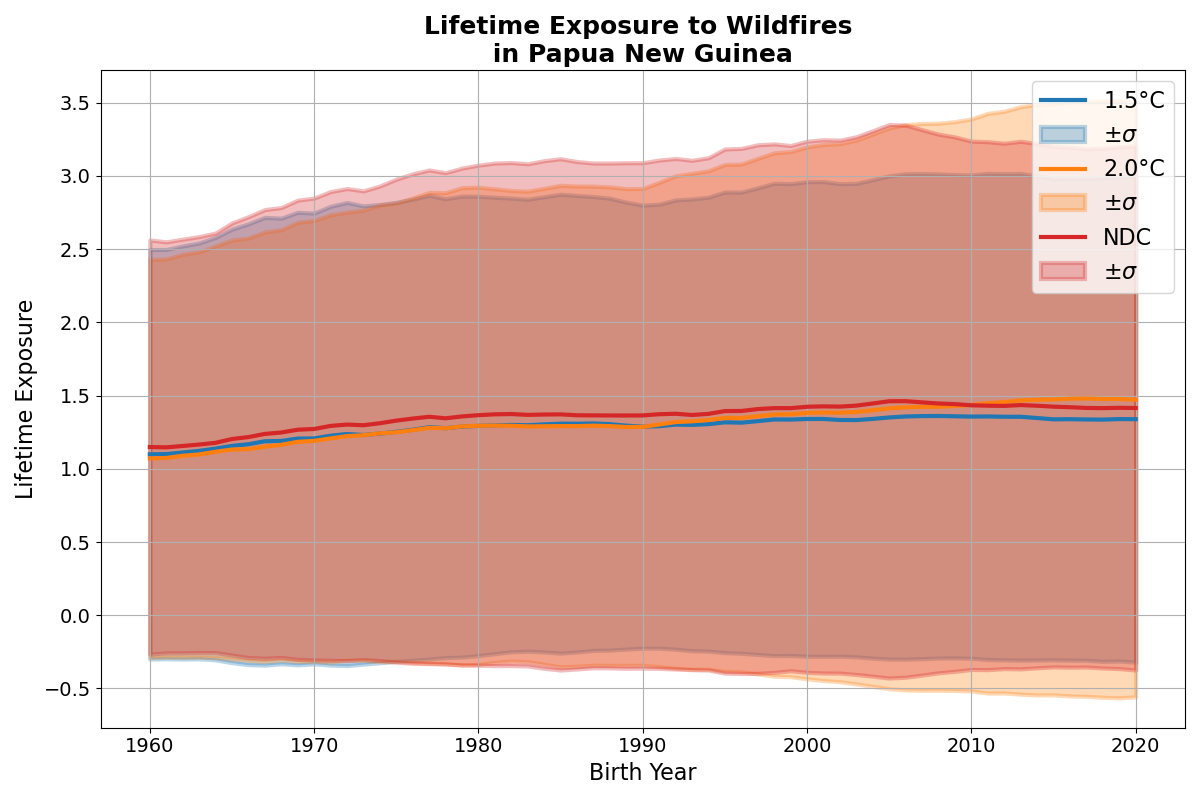 Lifetime Exposure to Wildfires
in Papua New Guinea
3.5
3.0
2.5
2.0
1.5
1.0
0.5
0.0
−0.5
Lifetime Exposure
1.5°C
±σ
2.0°C
±σ
NDC
±σ
1960 1970 1980 1990 2000 2010 2020
Birth Year